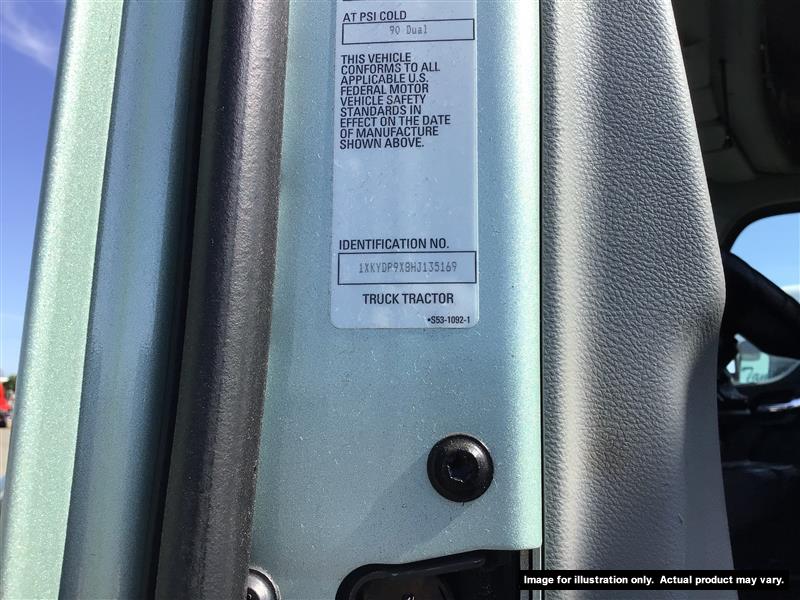 AT PSI COLD
90 Dual
THIS VEHICLE
CONFORMS TO ALL
APPLICABLE U.S.
FEDERAL MOTOR
VEHICLE SAFETY
STANDARDS IN
EFFECT ON THE DATE
OF MANUFACTURE
SHOWN ABOVE.
IDENTIFICATION NO.
1XKYDP9X8HJ135169
TRUCK TRACTOR
•S53-1092-1
Image for illustration only. Actual product may vary.